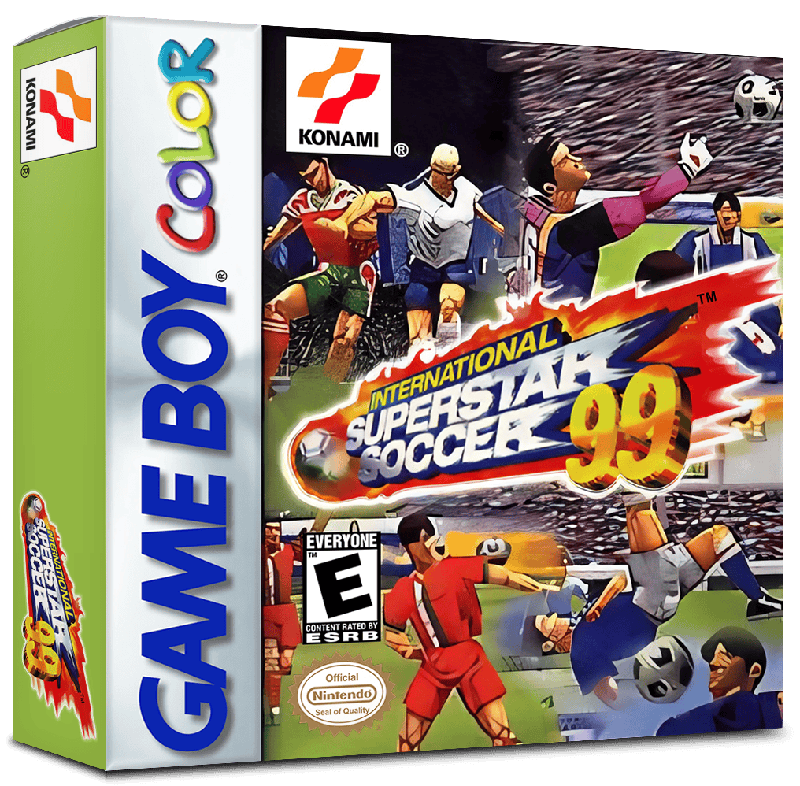 KONAMI
®
INTERNATIONAL
SUPERSTAR
SOCCER
99
GAME BOY COLOR
®
KONAMI
®
TM
INTERNATIONAL
SUPERSTAR
SOCCER 99
EVERYONE
TM
E
CONTENT RATED BY
ESRB
Official
Nintendo
Seal of Quality